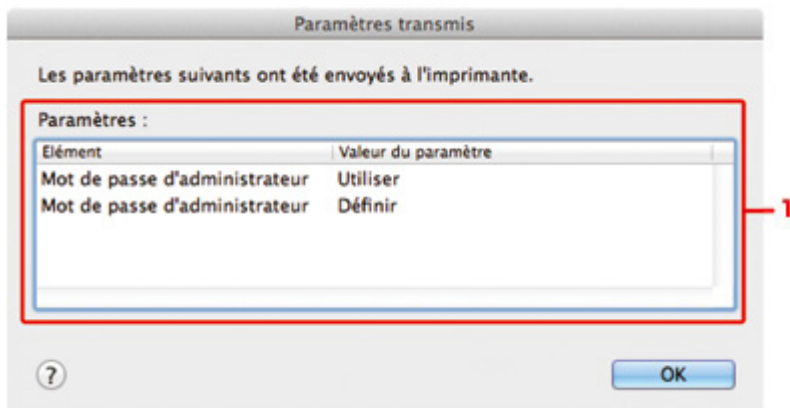 Paramètres transmis
Les paramètres suivants ont été envoyés à l'imprimante.
Paramètres :
Elément Valeur du paramètre
Mot de passe d'administrateur Utiliser
Mot de passe d'administrateur Définir
1
? OK